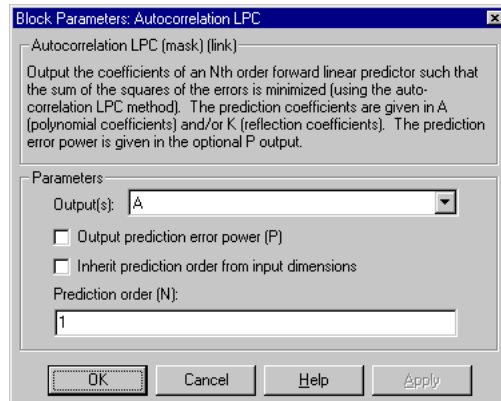 Block Parameters: Autocorrelation LPC
Autocorrelation LPC (mask) (link)
Output the coefficients of an Nth order forward linear predictor such that
the sum of the squares of the errors is minimized (using the auto-
correlation LPC method). The prediction coefficients are given in A
(polynomial coefficients) and/or K (reflection coefficients). The prediction
error power is given in the optional P output.
Parameters
Output(s): A
Output prediction error power (P)
Inherit prediction order from input dimensions
Prediction order (N):
1
OK Cancel Help Apply